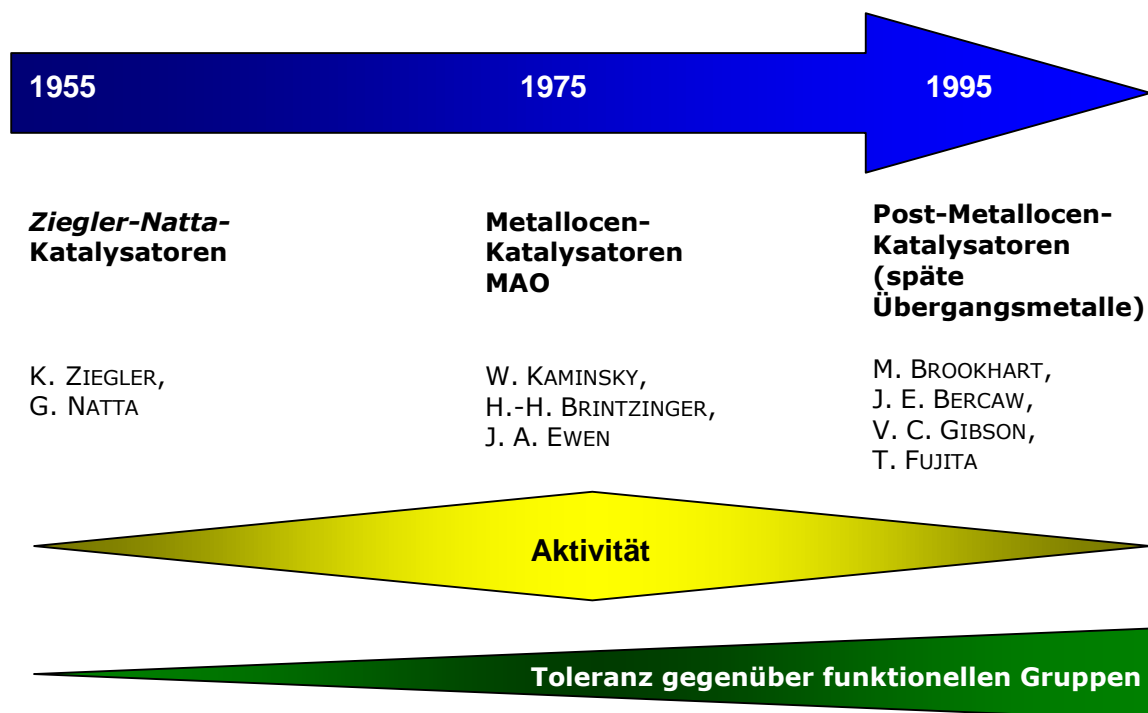 1955 1975 1995
Ziegler-Natta-
Katalysatoren
Metallocen-
Katalysatoren
MAO
Post-Metallocen-
Katalysatoren
(späte
Übergangsmetalle)
K. ZIEGLER,
G. NATTA
W. KAMINSKY,
H.-H. BRINTZINGER,
J. A. EWEN
M. BROOKHART,
J. E. BERCAW,
V. C. GIBSON,
T. FUJITA
Aktivität
Toleranz gegenüber funktionellen Gruppen